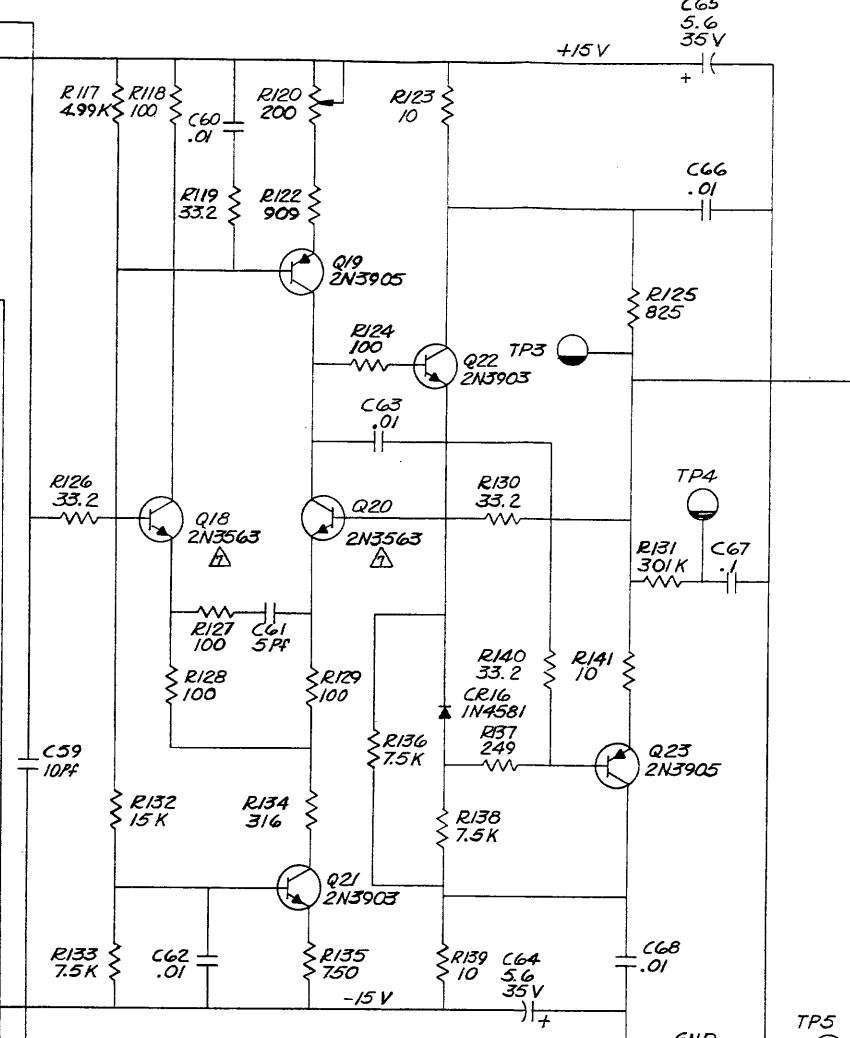 C65
5.6
35V
+15V
+
R117
4.99K
R118
100
C60
.01
R120
200
R123
10
C66
.01
R119
33.2
R122
909
Q19
2N3905
R125
825
R124
100
TP3
Q22
2N3903
C63
.01
R126
33.2
R130
33.2
TP4
Q18
2N3563
7
Q20
2N3563
7
R131
301K
C67
.1
R127
100
C61
5Pf
R128
100
R129
100
R140
33.2
R141
10
CR16
1N4581
R136
7.5K
R137
249
Q23
2N3905
C59
10Pf
R132
15K
R134
316
R138
7.5K
Q21
2N3903
R133
7.5K
C62
.01
R135
750
R139
10
C64
5.6
35V
C68
.01
-15V
+
TP5